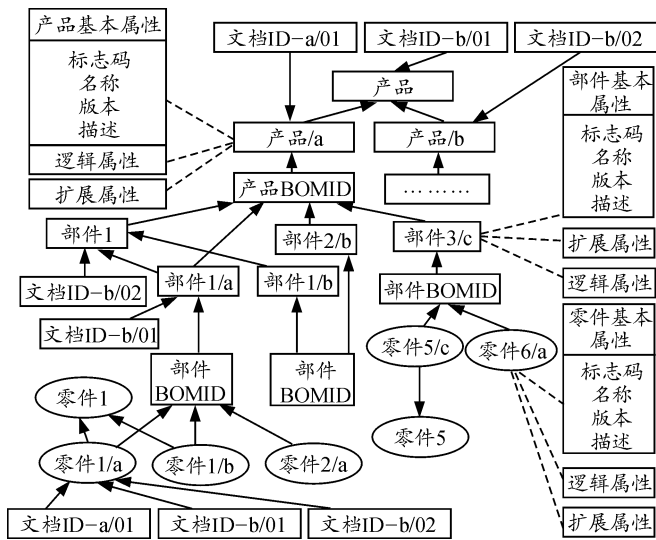 产品基本属性
标志码
名称
版本
描述
逻辑属性
扩展属性
文档ID-a/01
文档ID-b/01
文档ID-b/02
产品
产品/a
产品/b
产品BOMID
………
部件基本
属性
标志码
名称
版本
描述
扩展属性
逻辑属性
部件1
部件2/b
部件3/c
文档ID-b/02
部件1/a
部件1/b
部件BOMID
文档ID-b/01
零件5/c
零件6/a
零件基本
属性
标志码
名称
版本
描述
逻辑属性
扩展属性
部件
BOMID
部件
BOMID
零件1
零件5
零件1/a
零件1/b
零件2/a
文档ID-a/01
文档ID-b/01
文档ID-b/02